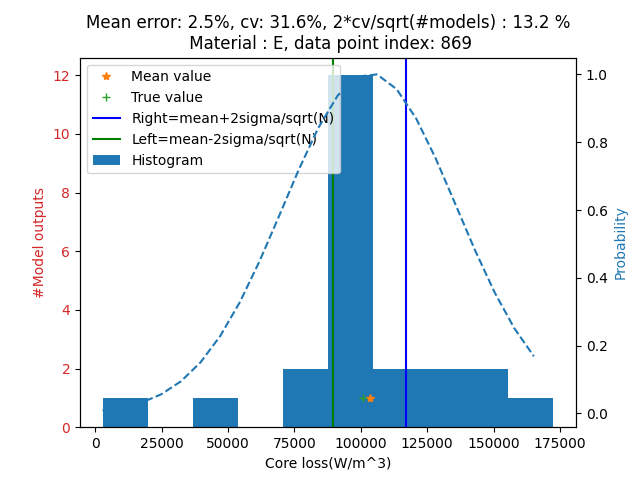 Mean error: 2.5%, cv: 31.6%, 2*cv/sqrt(#models) : 13.2 %
Material : E, data point index: 869
Mean value
True value
Right=mean+2sigma/sqrt(N)
Left=mean-2sigma/sqrt(N)
Histogram
#Model outputs
12
10
8
6
4
2
0
1.0
0.8
0.6
0.4
0.2
0.0
Probability
0 25000 50000 75000 100000 125000 150000 175000
Core loss(W/m^3)